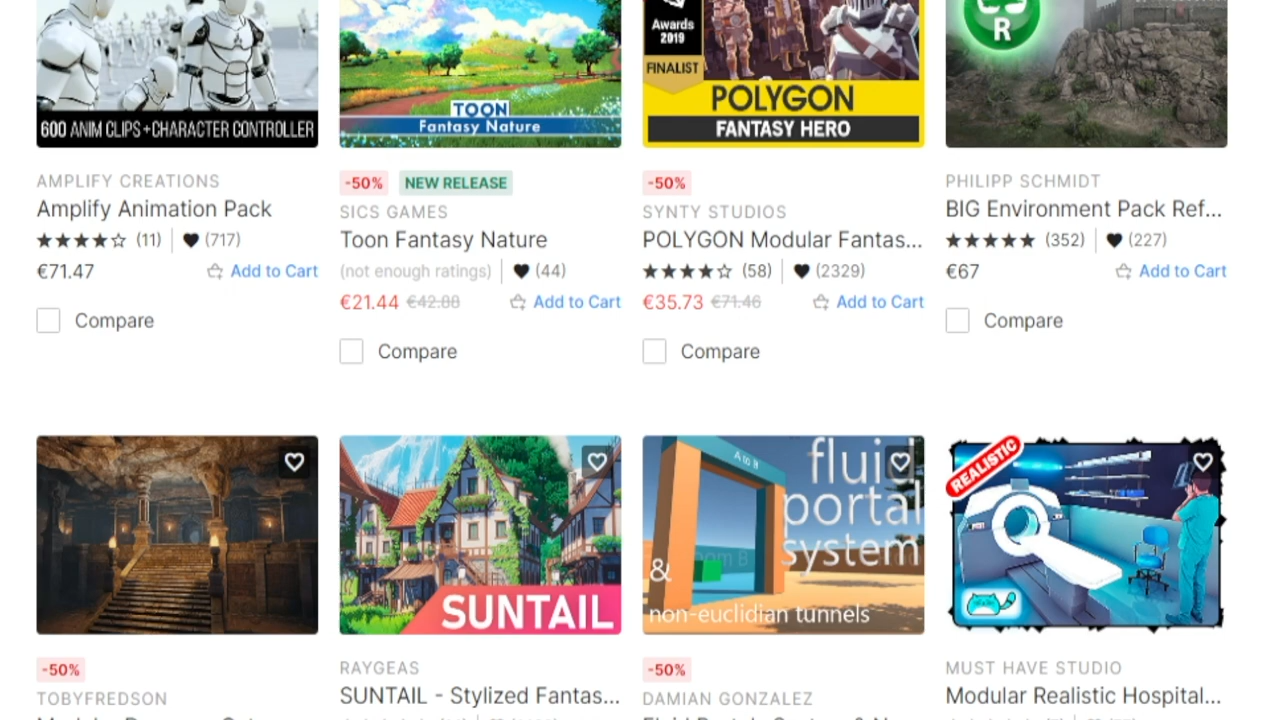 600 ANIM CLIPS +CHARACTER CONTROLLER
AMPLIFY CREATIONS
Amplify Animation Pack
(11) (717)
€71.47 Add to Cart
Compare
TOON
Fantasy Nature
-50% NEW RELEASE
SICS GAMES
Toon Fantasy Nature
(not enough ratings) (44)
€21.44 €42.88 Add to Cart
Compare
Awards
2019
FINALIST
POLYGON
FANTASY HERO
-50%
SYNTY STUDIOS
POLYGON Modular Fantas...
(58) (2329)
€35.73 €71.46 Add to Cart
Compare
R
PHILIPP SCHMIDT
BIG Environment Pack Ref...
(352) (227)
€67 Add to Cart
Compare
-50%
TOBYFREDSON
SUNTAIL
RAYGEAS
SUNTAIL - Stylized Fantas...
A to B
fluid
portal
system
&
non-euclidian tunnels
-50%
DAMIAN GONZALEZ
REALISTIC
MUST HAVE STUDIO
Modular Realistic Hospital...